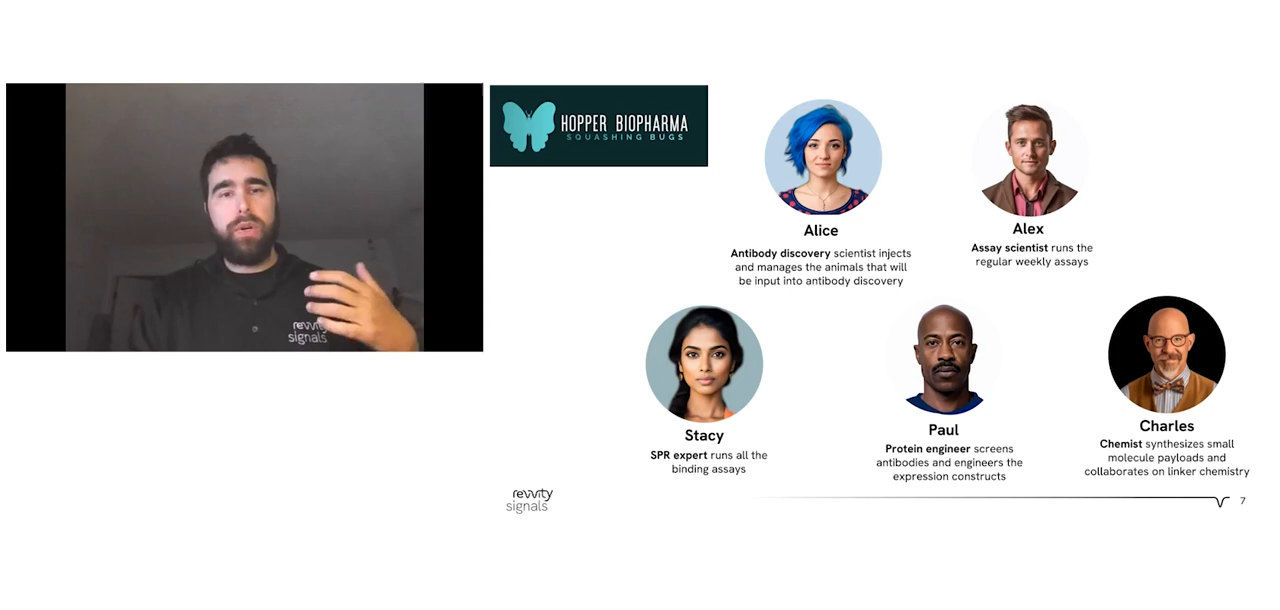 revvity
signals
HOPPER BIOPHARMA
SQUASHING BUGS
Alice
Antibody discovery scientist injects
and manages the animals that will
be input into antibody discovery
Alex
Assay scientist runs the
regular weekly assays
Stacy
SPR expert runs all the
binding assays
Paul
Protein engineer screens
antibodies and engineers the
expression constructs
Charles
Chemist synthesizes small
molecule payloads and
collaborates on linker chemistry
revvity
signals
7